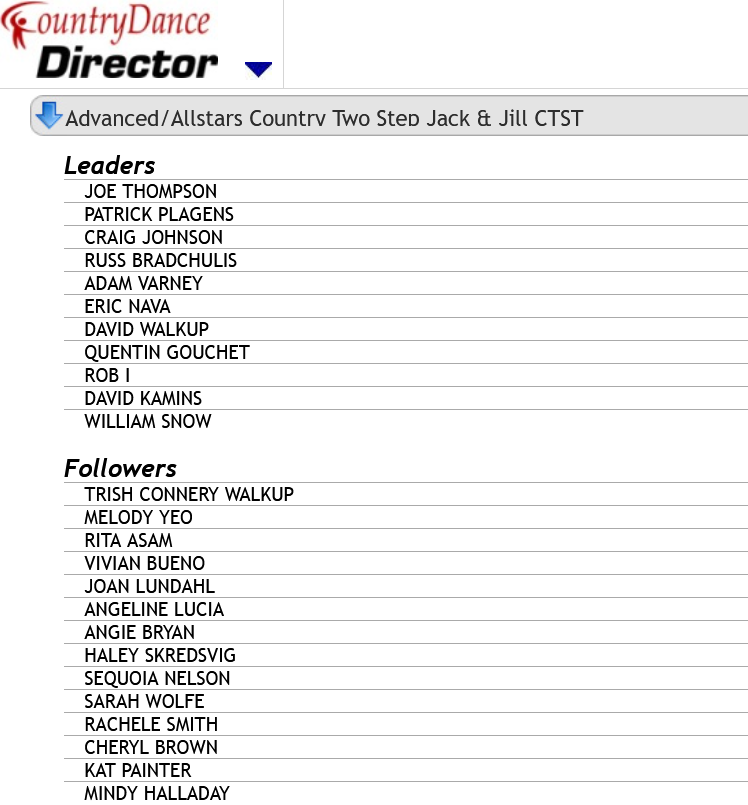 CountryDance
Director
Advanced/Allstars Country Two Step Jack & Jill CTST
Leaders
JOE THOMPSON
PATRICK PLAGENS
CRAIG JOHNSON
RUSS BRADCHULIS
ADAM VARNEY
ERIC NAVA
DAVID WALKUP
QUENTIN GOUCHET
ROB I
DAVID KAMINS
WILLIAM SNOW
Followers
TRISH CONNERY WALKUP
MELODY YEO
RITA ASAM
VIVIAN BUENO
JOAN LUNDAHL
ANGELINE LUCIA
ANGIE BRYAN
HALEY SKREDSVIG
SEQUOIA NELSON
SARAH WOLFE
RACHELE SMITH
CHERYL BROWN
KAT PAINTER
MINDY HALLADAY